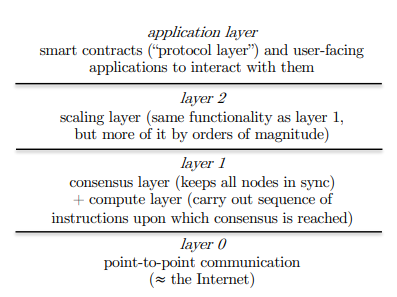 application layer
smart contracts (“protocol layer”) and user-facing
applications to interact with them
layer 2
scaling layer (same functionality as layer 1,
but more of it by orders of magnitude)
layer 1
consensus layer (keeps all nodes in sync)
+ compute layer (carry out sequence of
instructions upon which consensus is reached)
layer 0
point-to-point communication
(≈ the Internet)